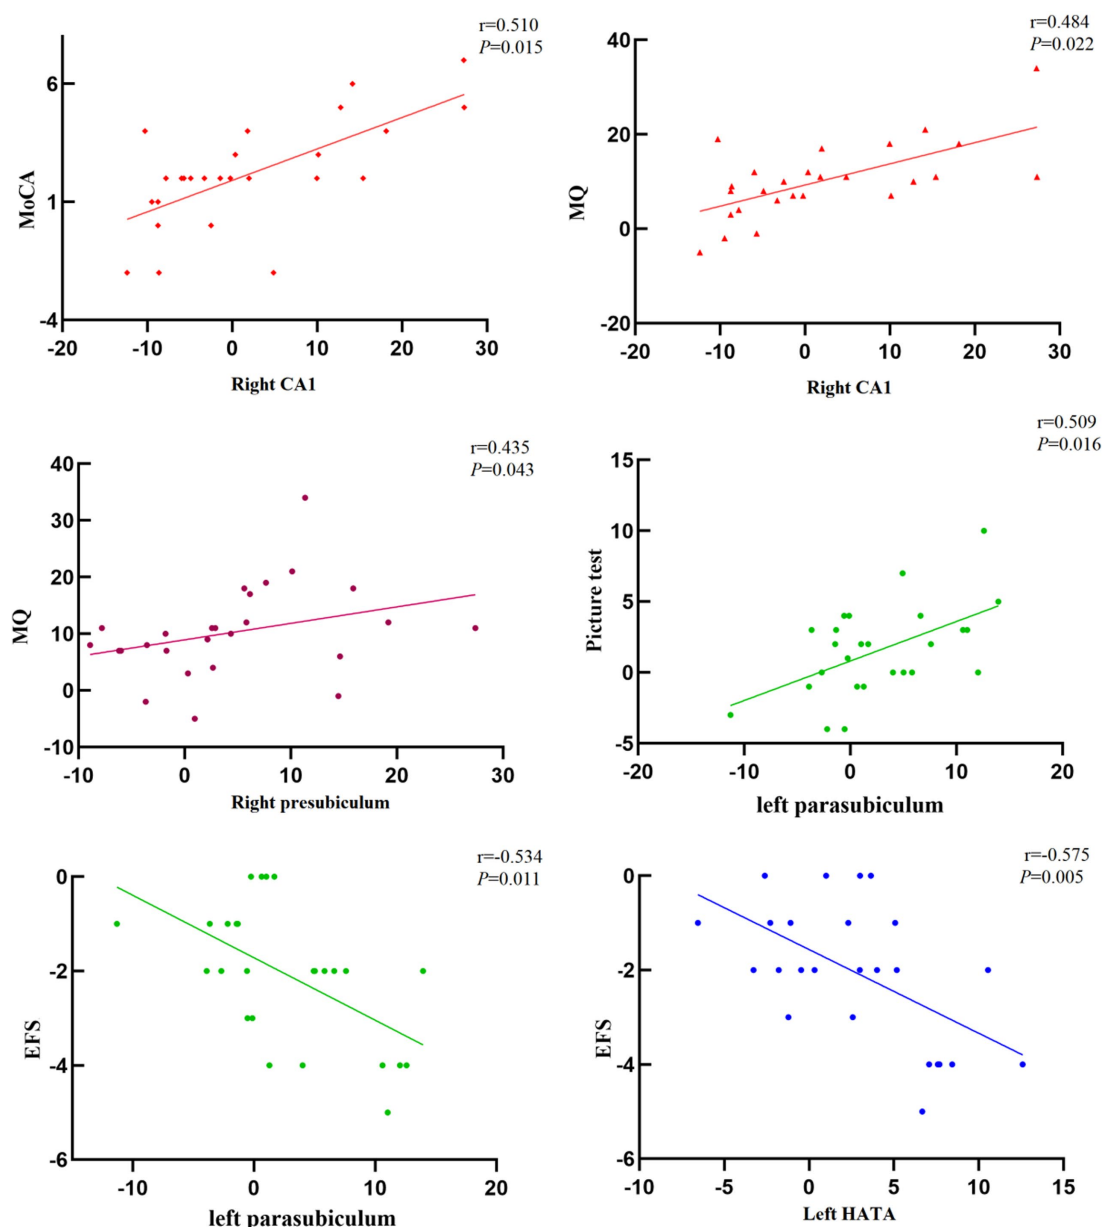 r=0.510
P=0.015
6
1
-4
MoCA
-20 -10 0 10 20 30
Right CA1
r=0.484
P=0.022
40
20
0
-20
MQ
-20 -10 0 10 20 30
Right CA1
r=0.435
P=0.043
40
30
20
10
0
-10
MQ
-10 0 10 20 30
Right presubiculum
r=0.509
P=0.016
15
10
5
0
-5
Picture test
-20 -10 0 10 20
left parasubiculum
r=-0.534
P=0.011
0
-2
-4
-6
EFS
-10 0 10 20
left parasubiculum
r=-0.575
P=0.005
0
-2
-4
-6
EFS
-10 -5 0 5 10 15
Left HATA